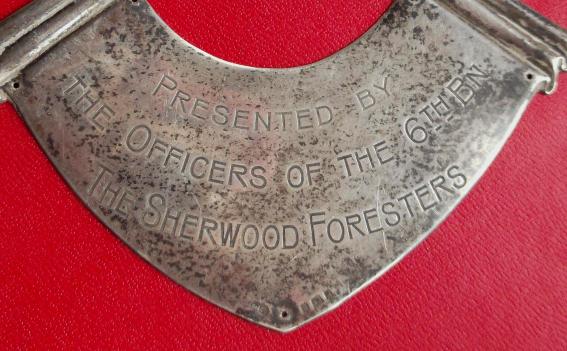 PRESENTED BY
THE OFFICERS OF THE 6TH BN.
THE SHERWOOD FORESTERS